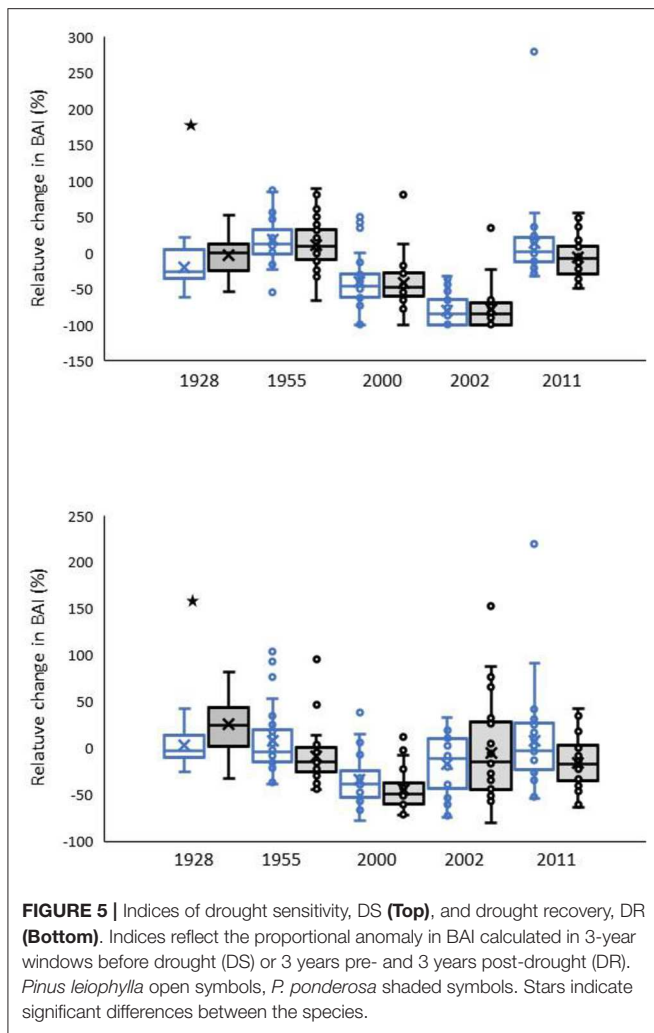 300
250
200
150
100
50
0
-50
-100
-150
Relatuve change in BAI (%)
1928 1955 2000 2002 2011
250
200
150
100
50
0
-50
-100
Relative change in BAI (%)
1928 1955 2000 2002 2011
FIGURE 5 | Indices of drought sensitivity, DS (Top), and drought recovery, DR
(Bottom). Indices reflect the proportional anomaly in BAI calculated in 3-year
windows before drought (DS) or 3 years pre- and 3 years post-drought (DR).
Pinus leiophylla open symbols, P. ponderosa shaded symbols. Stars indicate
significant differences between the species.